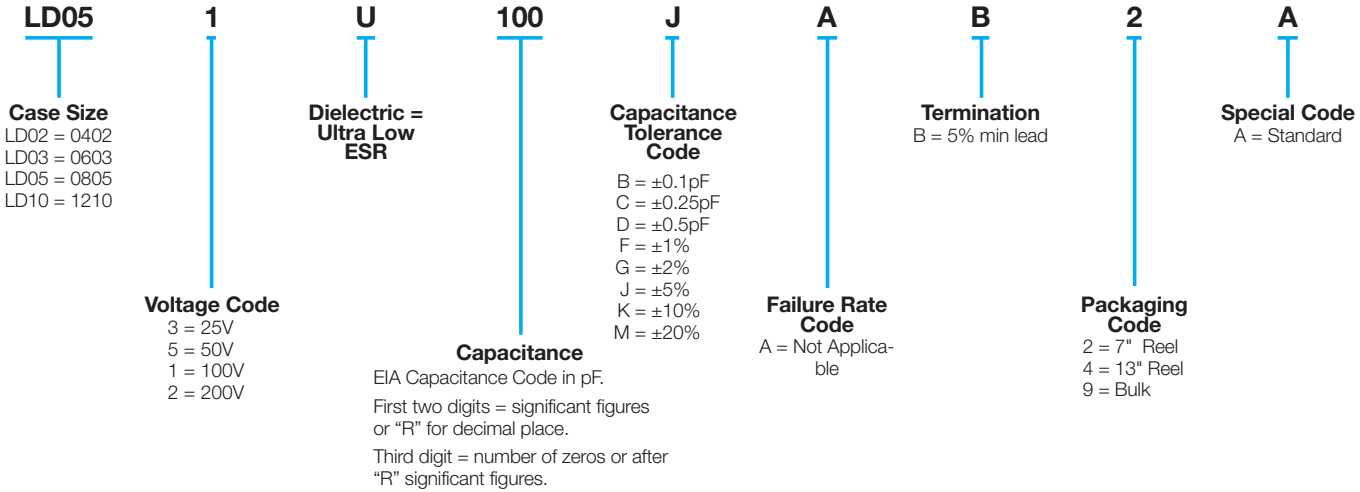 LD05 1 U 100 J A B 2 A
Case Size
LD02 = 0402
LD03 = 0603
LD05 = 0805
LD10 = 1210
Voltage Code
3 = 25V
5 = 50V
1 = 100V
2 = 200V
Dielectric =
Ultra Low
ESR
Capacitance
EIA Capacitance Code in pF.
First two digits = significant figures
or “R” for decimal place.
Third digit = number of zeros or after
“R” significant figures.
Capacitance
Tolerance
Code
B = ±0.1pF
C = ±0.25pF
D = ±0.5pF
F = ±1%
G = ±2%
J = ±5%
K = ±10%
M = ±20%
Failure Rate
Code
A = Not Applica-
ble
Termination
B = 5% min lead
Packaging
Code
2 = 7" Reel
4 = 13" Reel
9 = Bulk
Special Code
A = Standard